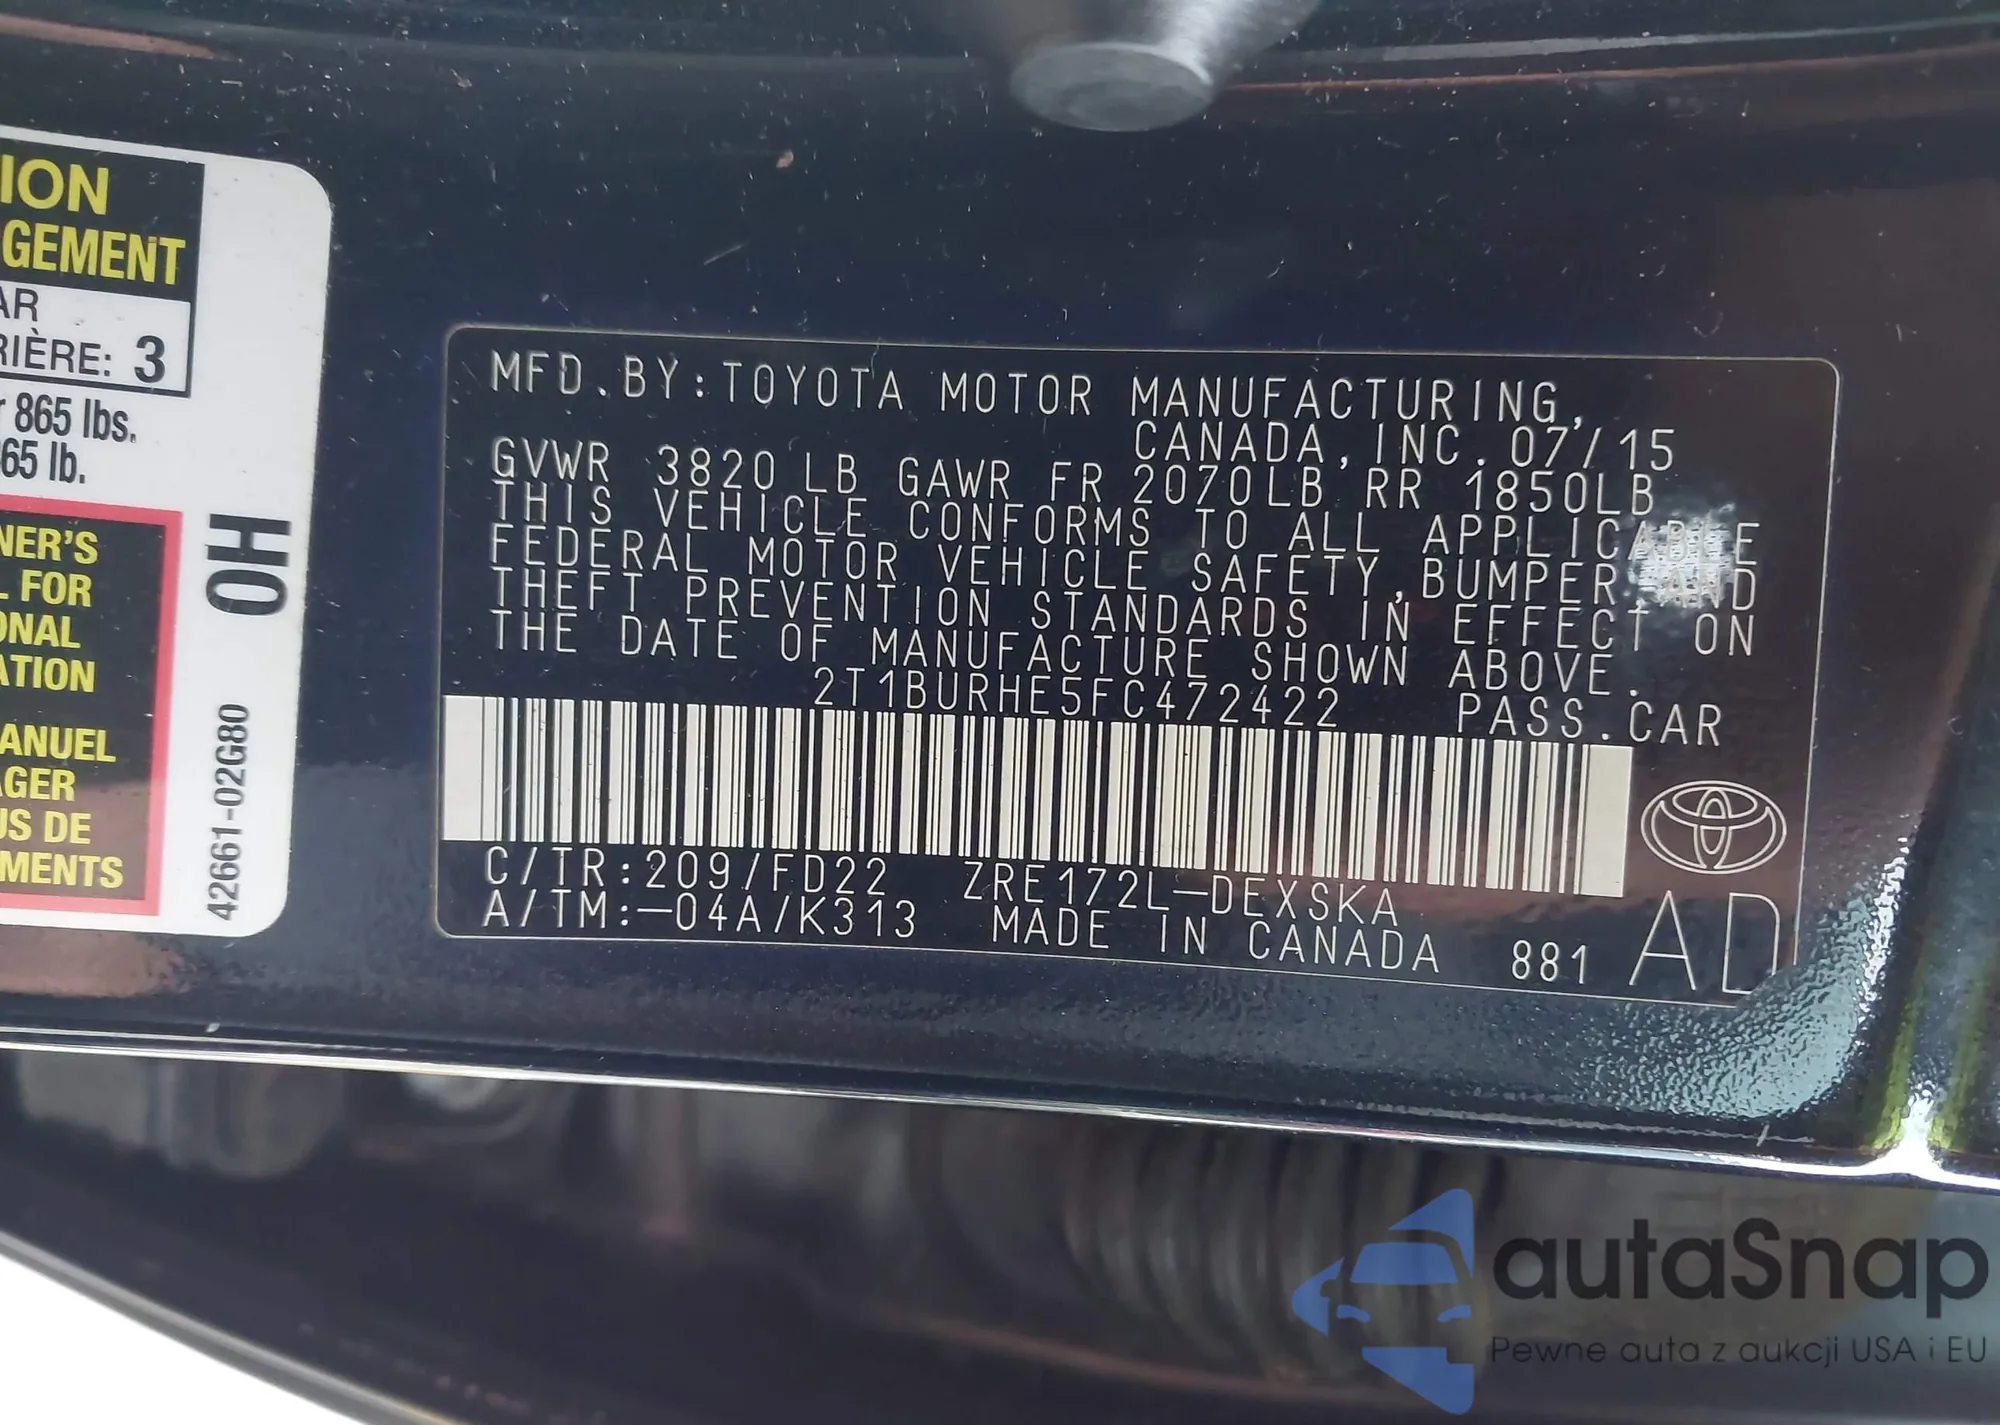 ION
GEMENT
AR
RIÈRE: 3
r 865 lbs.
865 lb.
NER'S
L FOR
ONAL
ATION
ANUEL
AGER
US DE
MENTS
OH
42661-02G80
MFD.BY:TOYOTA MOTOR MANUFACTURING,
CANADA,INC. 07/15
GVWR 3820 LB GAWR FR 2070LB RR 1850LB
THIS VEHICLE CONFORMS TO ALL APPLICABLE
FEDERAL MOTOR VEHICLE SAFETY,BUMPER AND
THEFT PREVENTION STANDARDS IN EFFECT ON
THE DATE OF MANUFACTURE SHOWN ABOVE.
2T1BURHE5FC472422 PASS.CAR
C/TR:209/FD22 ZRE172L-DEXSKA
A/TM:-04A/K313 MADE IN CANADA 881 AD
autaSnap
Pewne auta z aukcji USA i EU